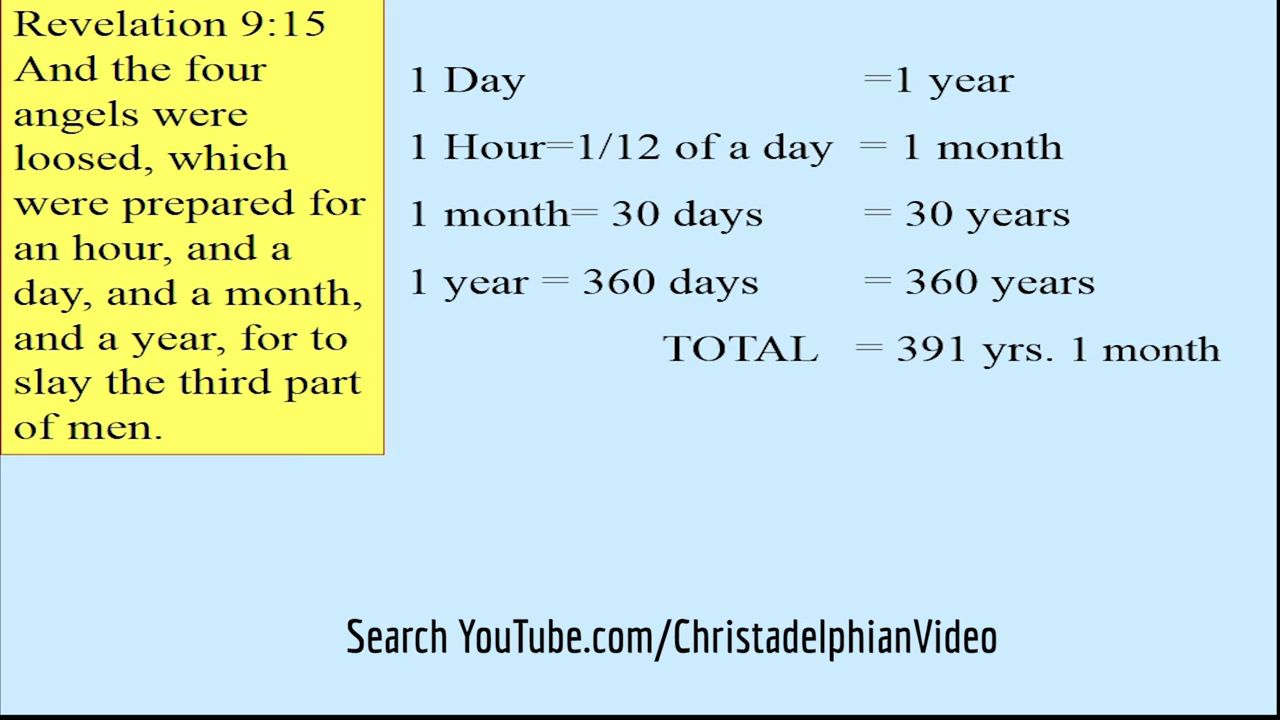 Revelation 9:15
And the four
angels were
loosed, which
were prepared for
an hour, and a
day, and a month,
and a year, for to
slay the third part
of men.
1 Day =1 year
1 Hour=1/12 of a day = 1 month
1 month= 30 days = 30 years
1 year = 360 days = 360 years
TOTAL = 391 yrs. 1 month
Search YouTube.com/ChristadelphianVideo